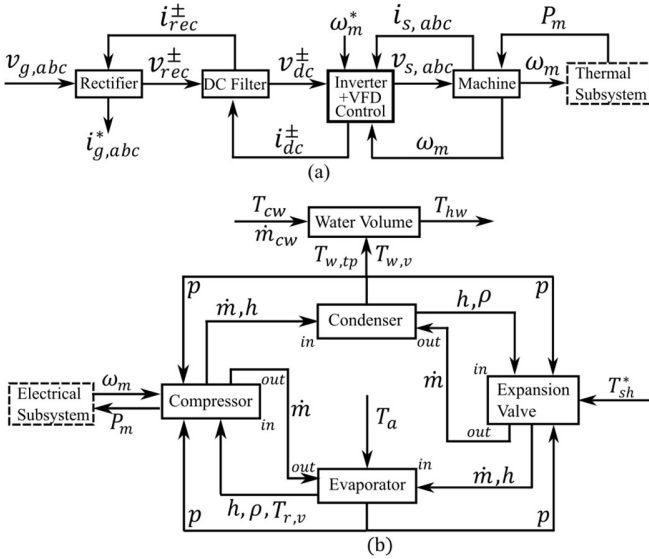 i±rec ω*m is,abc Pm
vg,abc Rectifier v±rec DC Filter v±dc Inverter +VFD Control vs,abc Machine ωm Thermal Subsystem
i*g,abc i±dc ωm
(a)
Tcw Water Volume Thw
ṁcw
Tw,tp Tw,v
p p
ṁ,h Condenser h,ρ
in out in
Electrical Subsystem ωm Compressor out ṁ ṁ Expansion Valve T*sh
Pm in Ta out
out in
Evaporator ṁ,h
h,ρ,Tr,v
p p
(b)